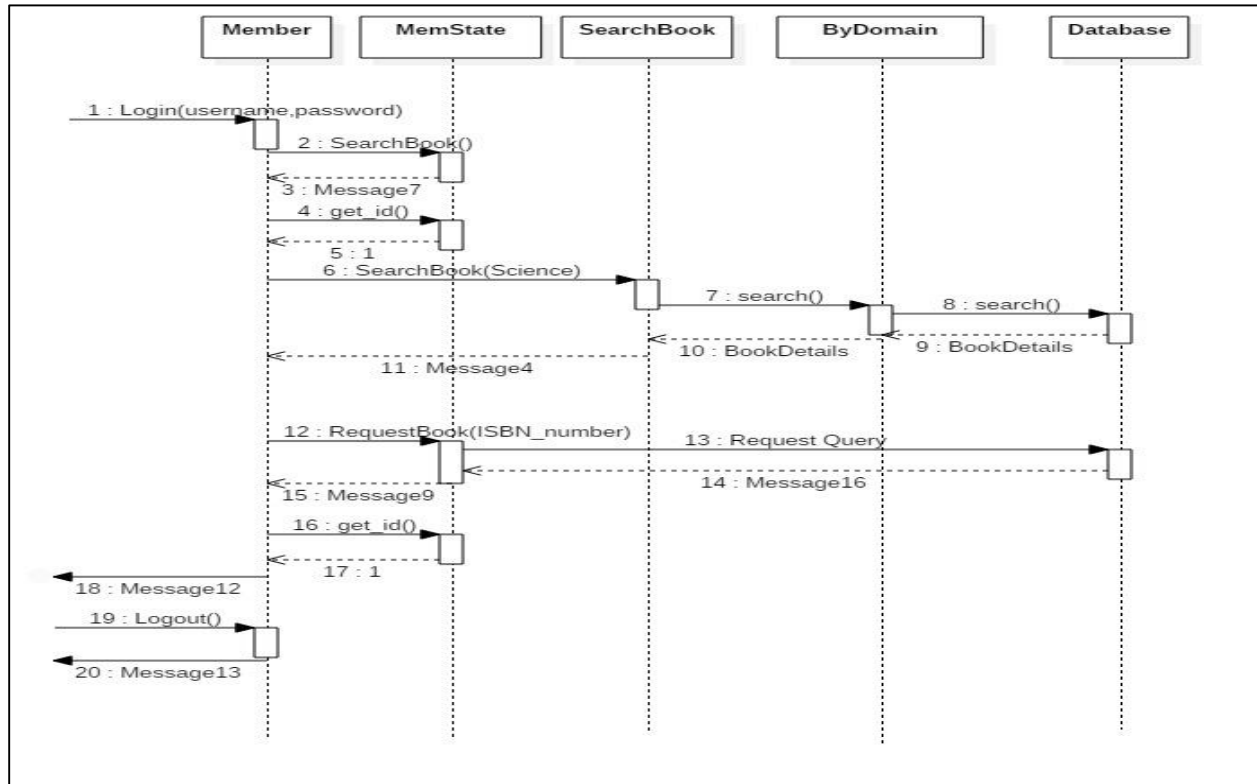 Member
MemState
SearchBook
ByDomain
Database
1 : Login(username,password)
2 : SearchBook()
3 : Message7
4 : get_id()
5 : 1
6 : SearchBook(Science)
7 : search()
8 : search()
9 : BookDetails
10 : BookDetails
11 : Message4
12 : RequestBook(ISBN_number)
13 : Request Query
14 : Message16
15 : Message9
16 : get_id()
17 : 1
18 : Message12
19 : Logout()
20 : Message13